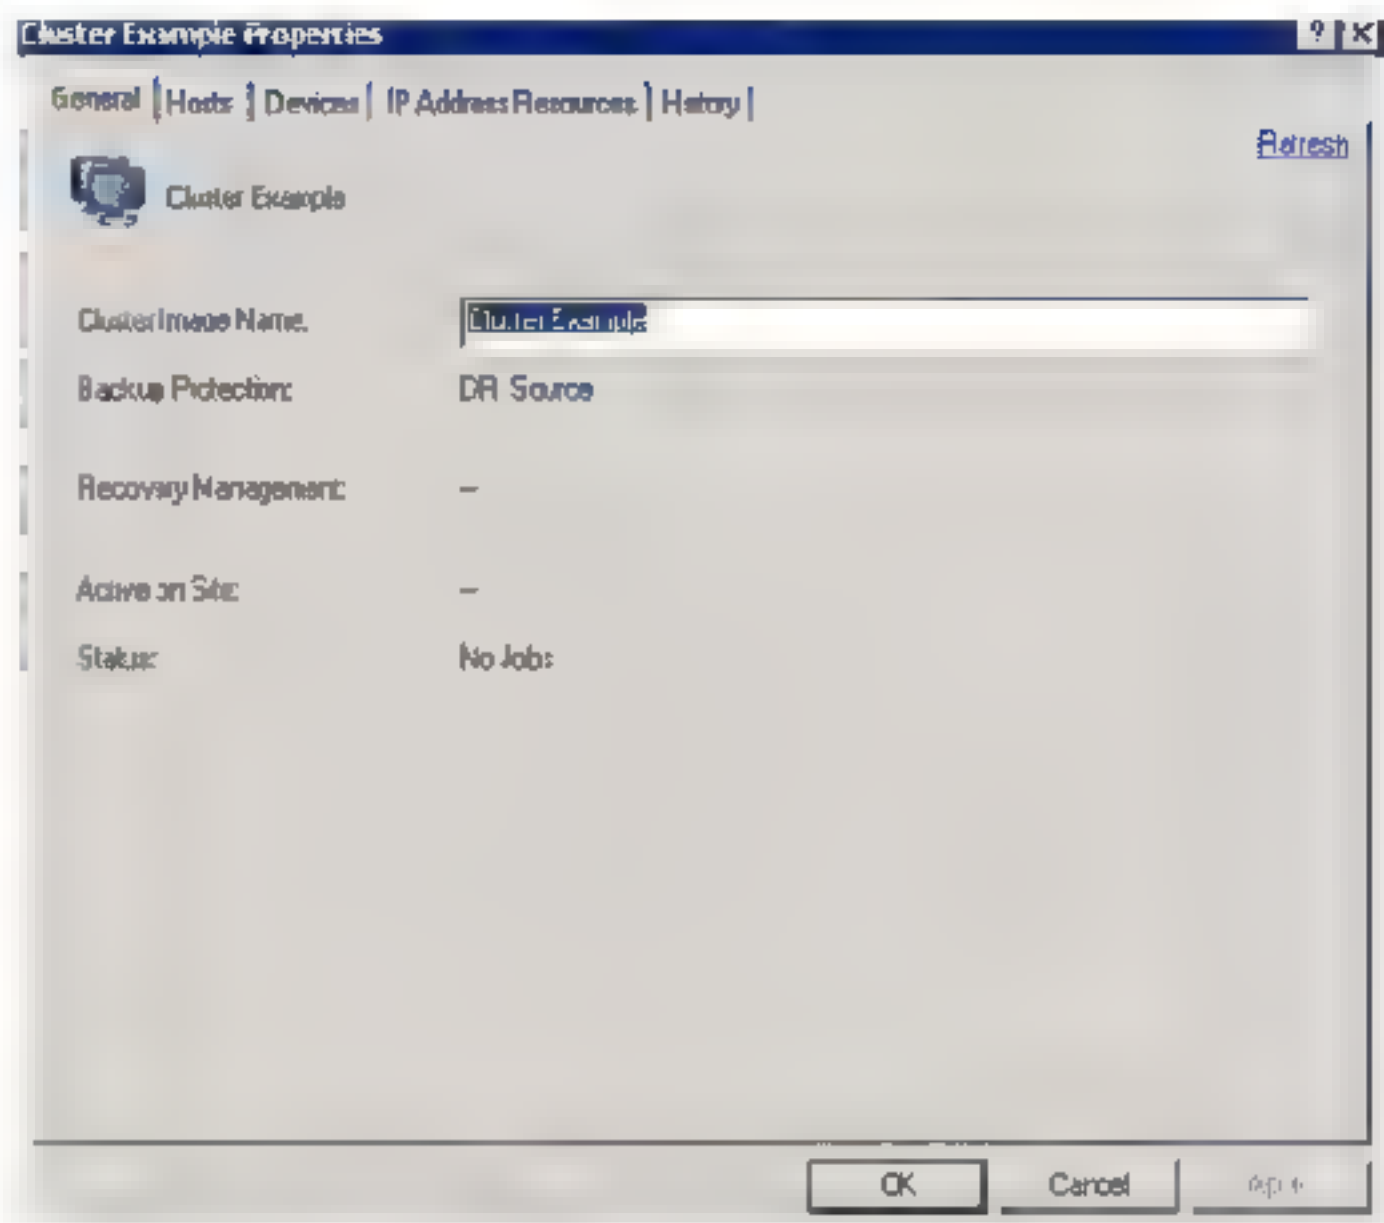 Cluster Example Properties
General Hosts Devices IP Address Resources History
Refresh
Cluster Example
Cluster Image Name: Cluster Example
Backup Protection: DR Source
Recovery Management: --
Active on Site: --
Status: No Jobs
OK Cancel Apply